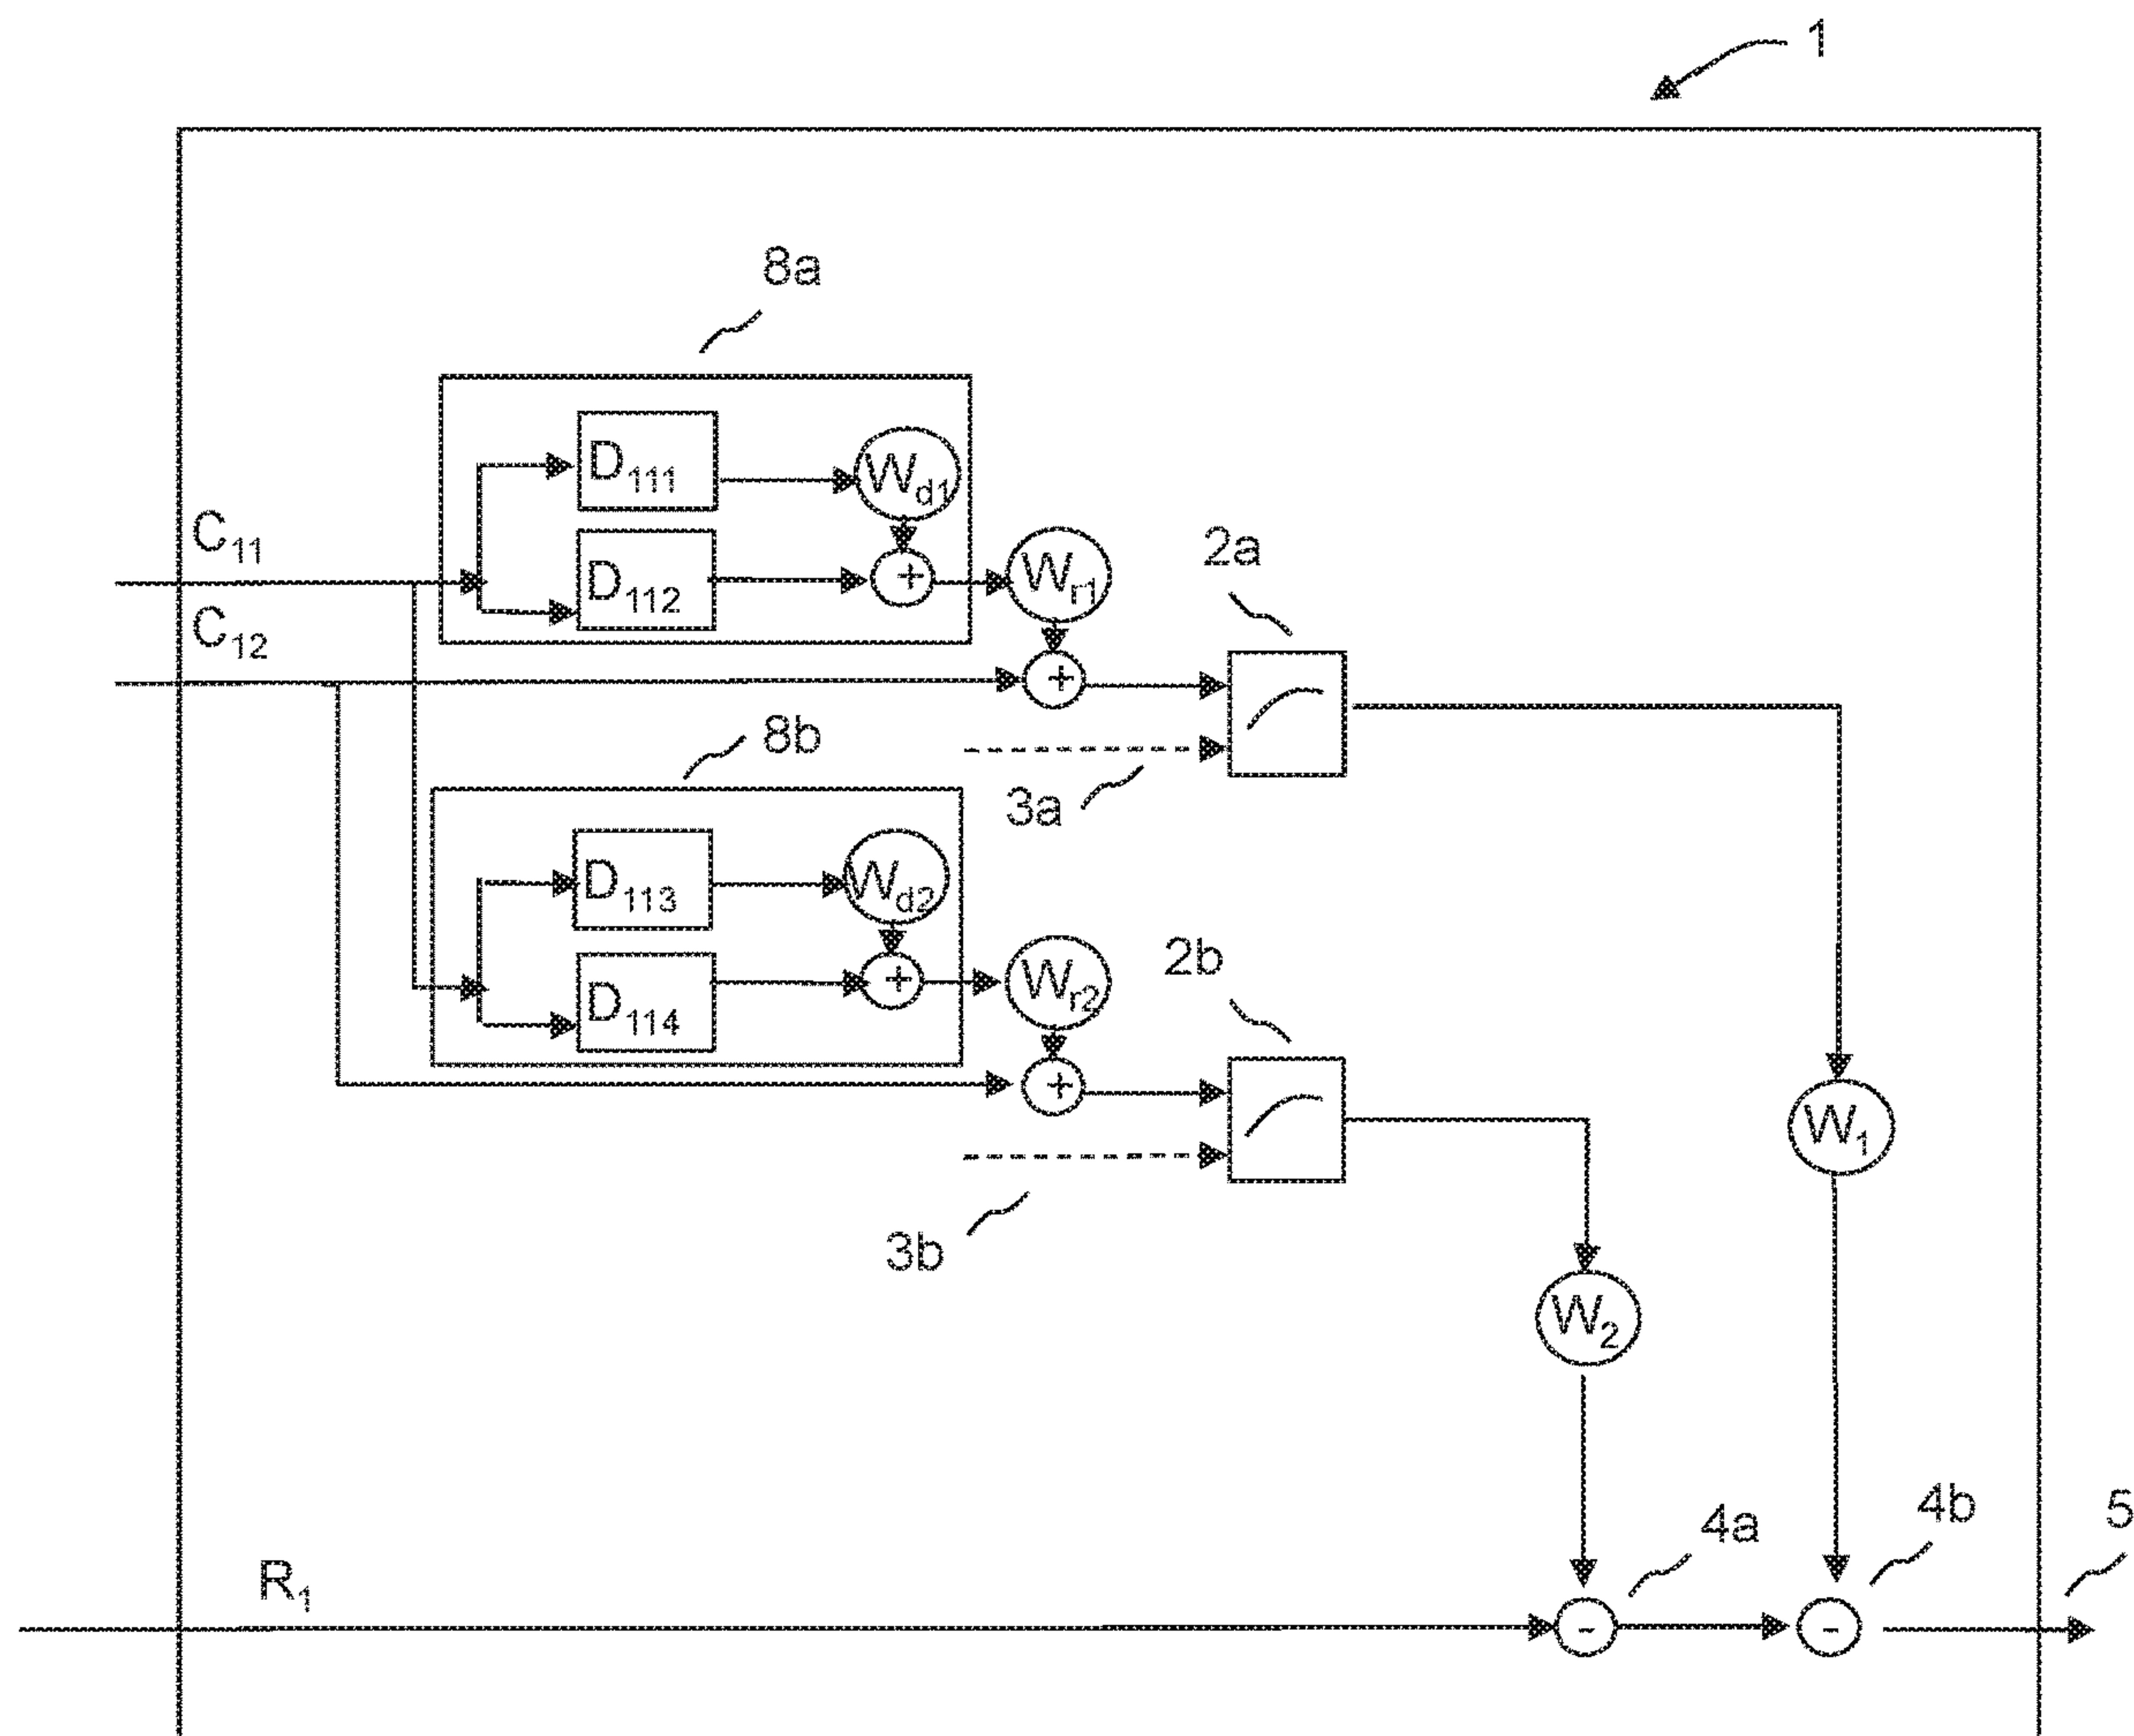 1
8a
D111
Wd1
C11
D112
+
Wr1
2a
C12
+
8b
3a
D113
Wd2
D114
+
Wr2
2b
+
W1
3b
W2
4a
4b
5
R1
-
-